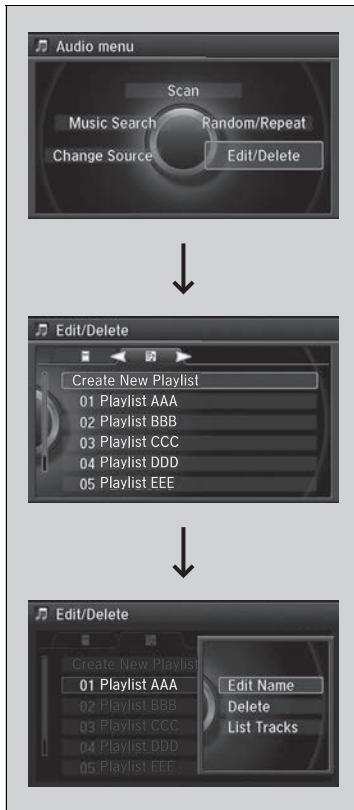 Audio menu
Scan
Music Search Random/Repeat
Change Source Edit/Delete
Edit/Delete
Create New Playlist
01 Playlist AAA
02 Playlist BBB
03 Playlist CCC
04 Playlist DDD
05 Playlist EEE
Edit/Delete
Create New Playlist
01 Playlist AAA
02 Playlist BBB
03 Playlist CCC
04 Playlist DDD
05 Playlist EEE
Edit Name
Delete
List Tracks